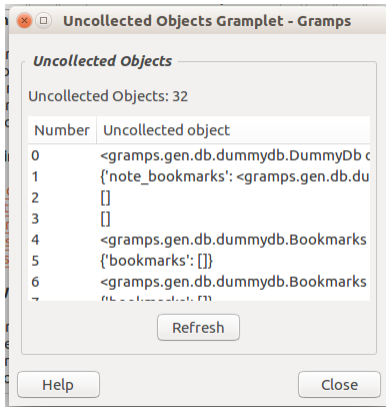 Uncollected Objects Gramplet - Gramps
Uncollected Objects
Uncollected Objects: 32
Number Uncollected object
0 <gramps.gen.db.dummydb.DummyDb
1 {'note_bookmarks': <gramps.gen.db.du
2 []
3 []
4 <gramps.gen.db.dummydb.Bookmarks
5 {'bookmarks': []}
6 <gramps.gen.db.dummydb.Bookmarks
Refresh
Help Close